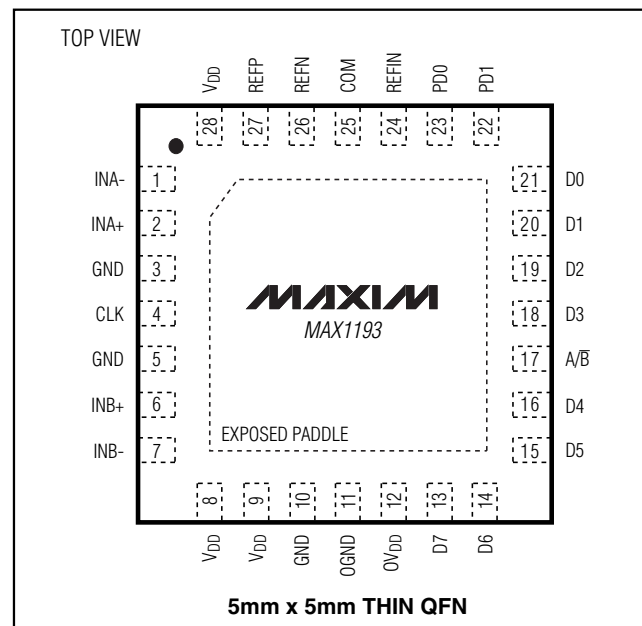 TOP VIEW
VDD REFP REFN COM REFIN PD0 PD1
28 27 26 25 24 23 22
INA- 1 21 D0
INA+ 2 20 D1
GND 3 19 D2
CLK 4 18 D3
GND 5 17 A/B̅
INB+ 6 16 D4
INB- 7 15 D5
MAXIM
MAX1193
EXPOSED PADDLE
8 9 10 11 12 13 14
VDD VDD GND OGND OVDD D7 D6
5mm x 5mm THIN QFN